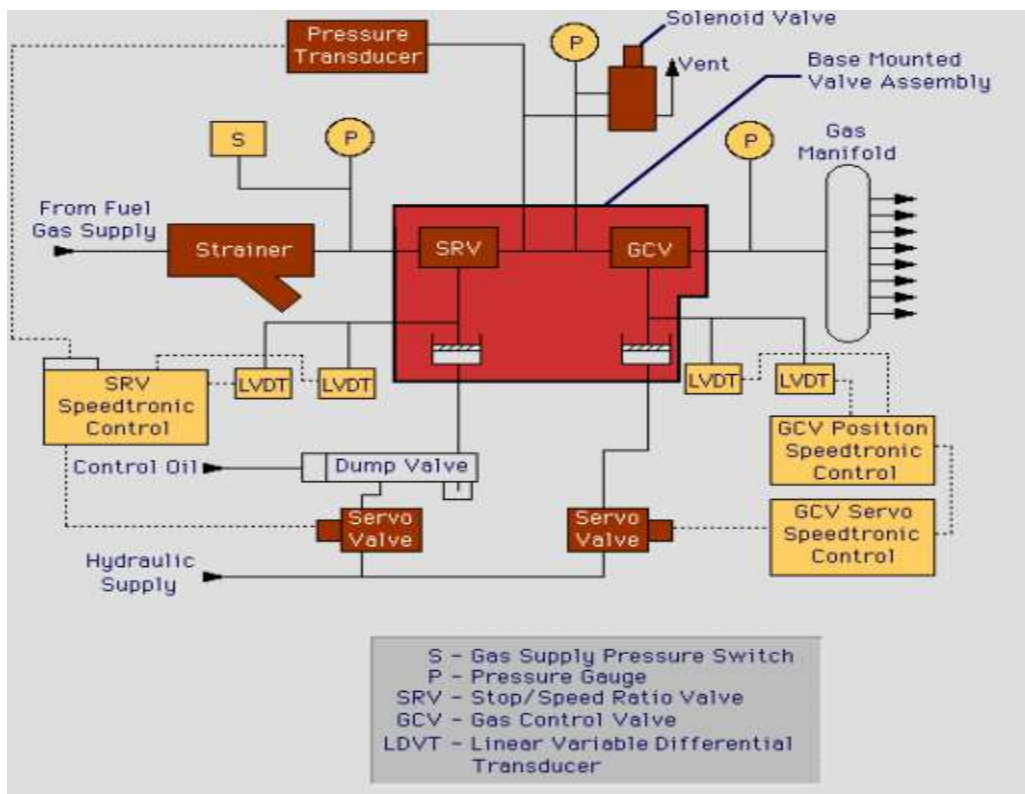 Solenoid Valve
Pressure
Transducer
P
Vent
Base Mounted
Valve Assembly
S
P
P
Gas
Manifold
From Fuel
Gas Supply
Strainer
SRV
GCV
LVDT
LVDT
LVDT
LVDT
SRV
Speedtronic
Control
GCV Position
Speedtronic
Control
Control Oil
Dump Valve
Servo
Valve
Servo
Valve
GCV Servo
Speedtronic
Control
Hydraulic
Supply
S - Gas Supply Pressure Switch
P - Pressure Gauge
SRV - Stop/Speed Ratio Valve
GCV - Gas Control Valve
LDVT - Linear Variable Differential
Transducer